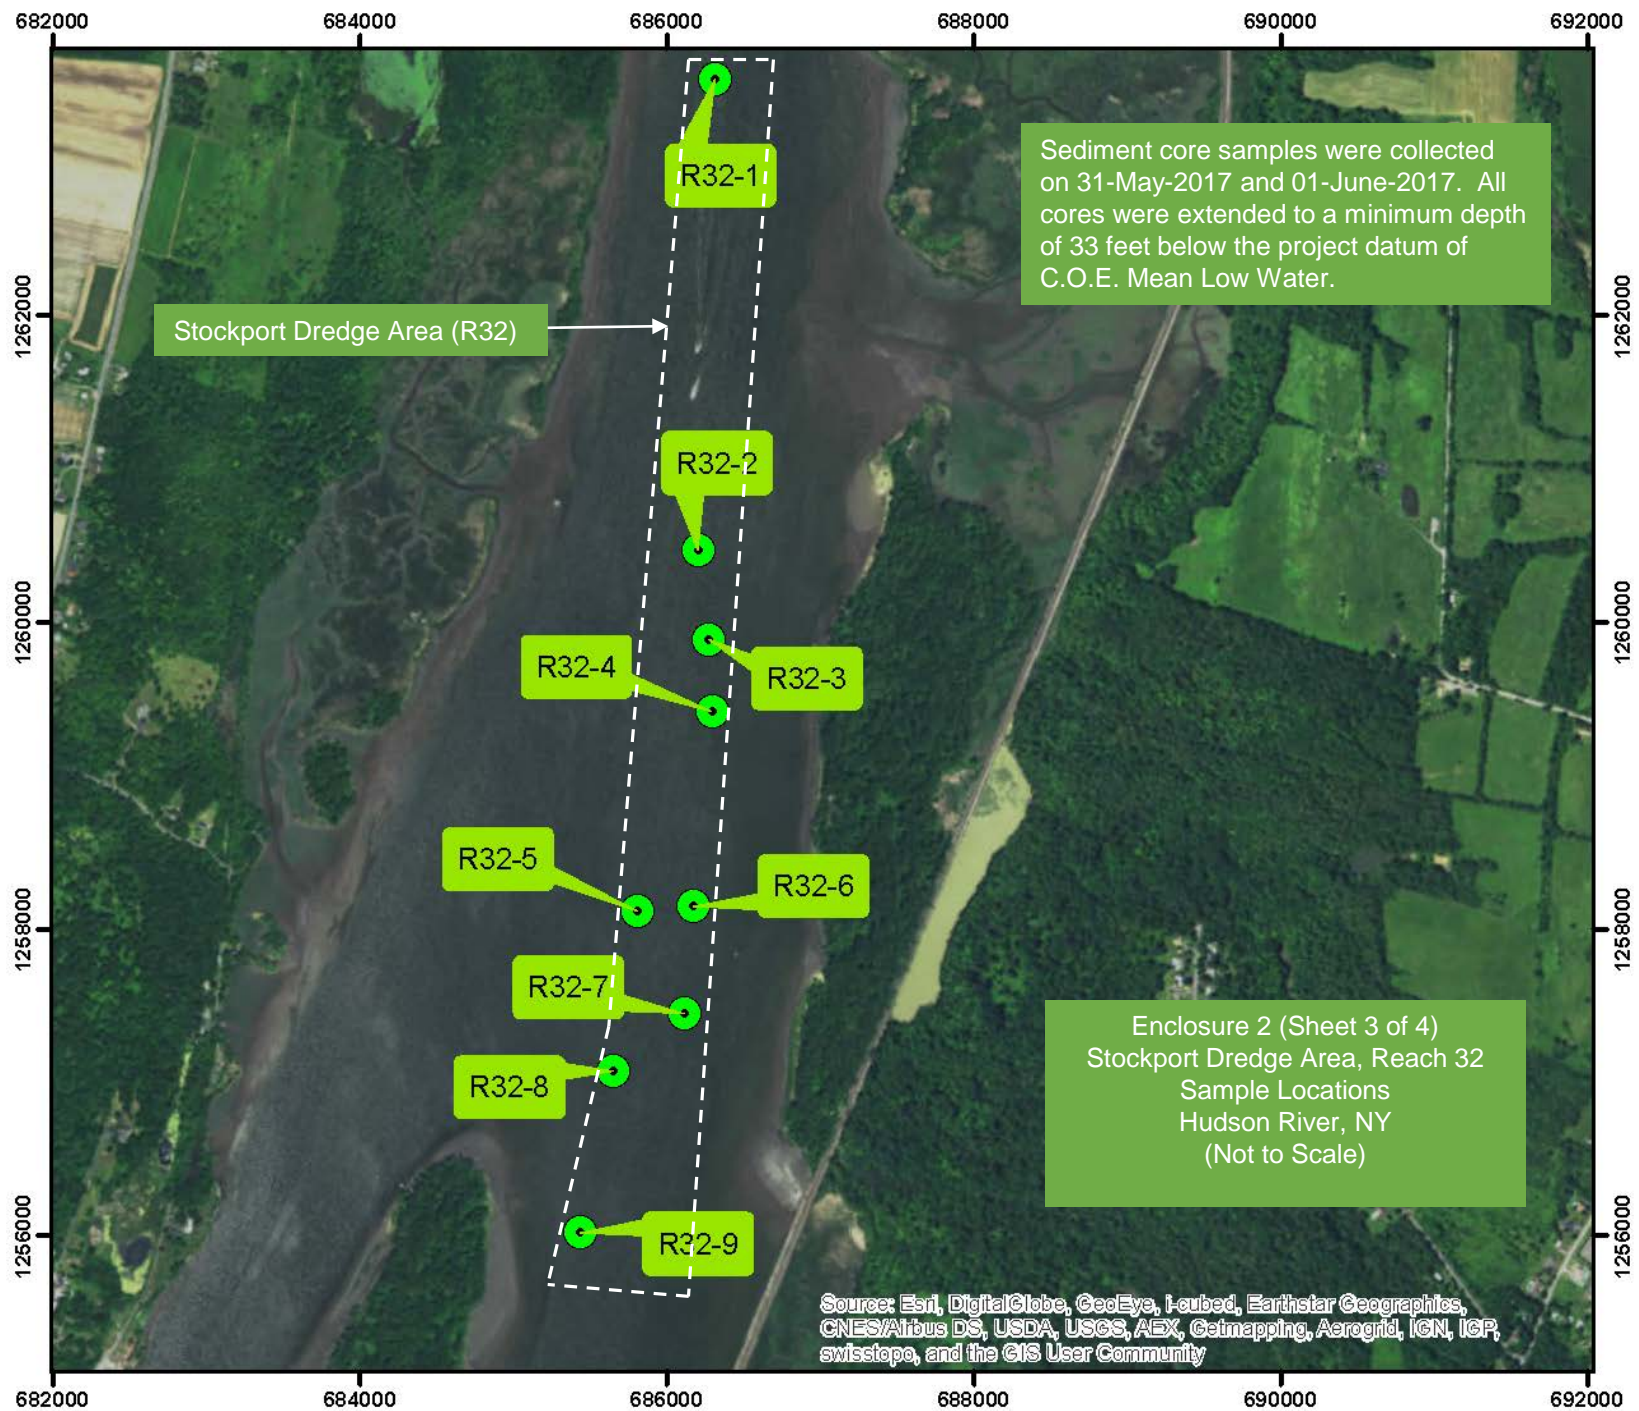 682000 684000 686000 688000 690000 692000
R32-1
Sediment core samples were collected
on 31-May-2017 and 01-June-2017. All
cores were extended to a minimum depth
of 33 feet below the project datum of
C.O.E. Mean Low Water.
1262000
1262000
Stockport Dredge Area (R32)
R32-2
1260000
1260000
R32-4
R32-3
R32-5
R32-6
1258000
1258000
R32-7
R32-8
Enclosure 2 (Sheet 3 of 4)
Stockport Dredge Area, Reach 32
Sample Locations
Hudson River, NY
(Not to Scale)
1256000
1256000
R32-9
Source: Esri, DigitalGlobe, GeoEye, i-cubed, Earthstar Geographics,
CNES/Airbus DS, USDA, USGS, AEX, Getmapping, Aerogrid, IGN, IGP,
swisstopo, and the GIS User Community
682000 684000 686000 688000 690000 692000